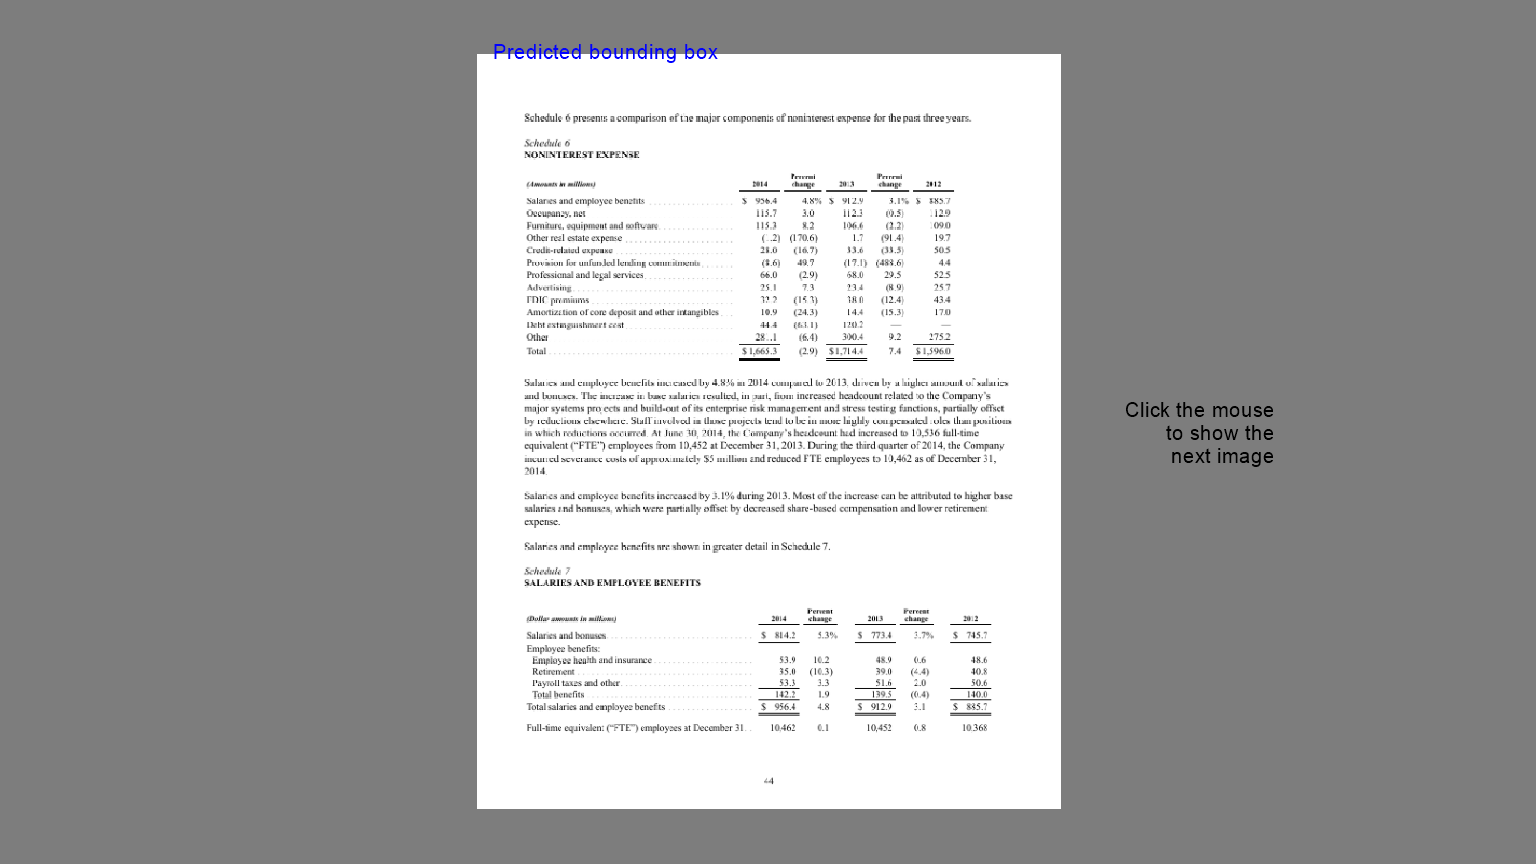 Predicted bounding box
Schedule 6 presents a comparison of the major components of noninterest expense for the past three years.
Schedule 6
NONINTEREST EXPENSE
(Amounts in millions) 2014 Percent change 2013 Percent change 2012
Salaries and employee benefits $ 956.4 4.8% $ 912.9 3.1% $ 885.7
Occupancy, net 115.7 3.0 112.3 (0.5) 112.9
Furniture, equipment and software 115.3 8.2 106.6 (2.2) 109.0
Other real estate expense (1.2) (170.6) 1.7 (91.4) 19.7
Credit-related expense 28.0 (16.7) 33.6 (33.5) 50.5
Provision for unfunded lending commitments (8.6) 49.7 (17.1) (488.6) 4.4
Professional and legal services 66.0 (2.9) 68.0 29.5 52.5
Advertising 25.1 7.3 23.4 (8.9) 25.7
FDIC premiums 32.2 (15.3) 38.0 (12.4) 43.4
Amortization of core deposit and other intangibles 10.9 (24.3) 14.4 (15.3) 17.0
Debt extinguishment cost 44.4 (63.1) 120.2 — —
Other 281.1 (6.4) 300.4 9.2 275.2
Total $ 1,665.3 (2.9) $ 1,714.4 7.4 $ 1,596.0
Salaries and employee benefits increased by 4.8% in 2014 compared to 2013, driven by a higher amount of salaries
and bonuses. The increase in base salaries resulted, in part, from increased headcount related to the Company's
major systems projects and build-out of its enterprise risk management and stress testing functions, partially offset
by reductions elsewhere. Staff involved in those projects tend to be in more highly compensated roles than positions
in which reductions occurred. At June 30, 2014, the Company's headcount had increased to 10,536 full-time
equivalent (“FTE”) employees from 10,452 at December 31, 2013. During the third quarter of 2014, the Company
incurred severance costs of approximately $5 million and reduced FTE employees to 10,462 as of December 31,
2014.
Salaries and employee benefits increased by 3.1% during 2013. Most of the increase can be attributed to higher base
salaries and bonuses, which were partially offset by decreased share-based compensation and lower retirement
expense.
Salaries and employee benefits are shown in greater detail in Schedule 7.
Schedule 7
SALARIES AND EMPLOYEE BENEFITS
(Dollar amounts in millions) 2014 Percent change 2013 Percent change 2012
Salaries and bonuses $ 814.2 5.3% $ 773.4 3.7% $ 745.7
Employee benefits:
Employee health and insurance 53.9 10.2 48.9 0.6 48.6
Retirement 35.0 (10.3) 39.0 (4.4) 40.8
Payroll taxes and other 53.3 3.3 51.6 2.0 50.6
Total benefits 142.2 1.9 139.5 (0.4) 140.0
Total salaries and employee benefits $ 956.4 4.8 $ 912.9 3.1 $ 885.7
Full-time equivalent (“FTE”) employees at December 31 10,462 0.1 10,452 0.8 10,368
44
Click the mouse
to show the
next image